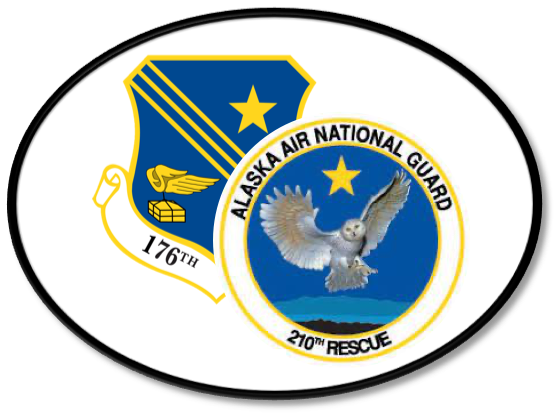 176TH
ALASKA AIR NATIONAL GUARD
210TH RESCUE